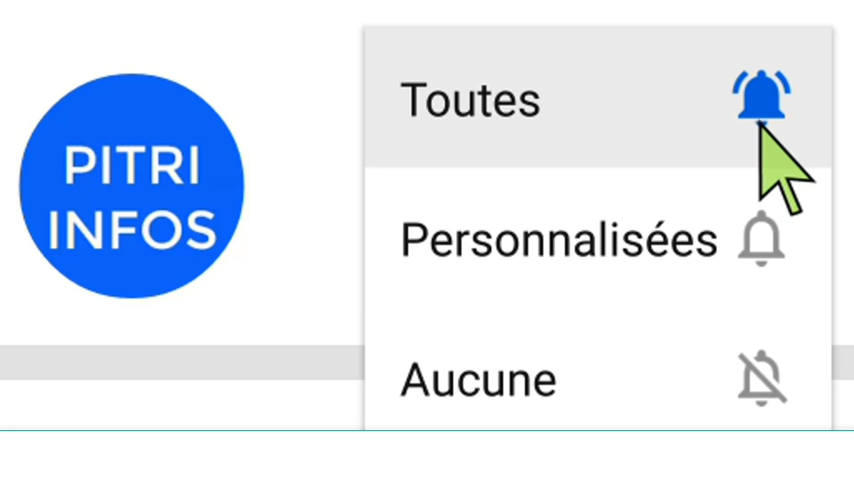 PITRI
INFOS
Toutes
Personnalisées
Aucune